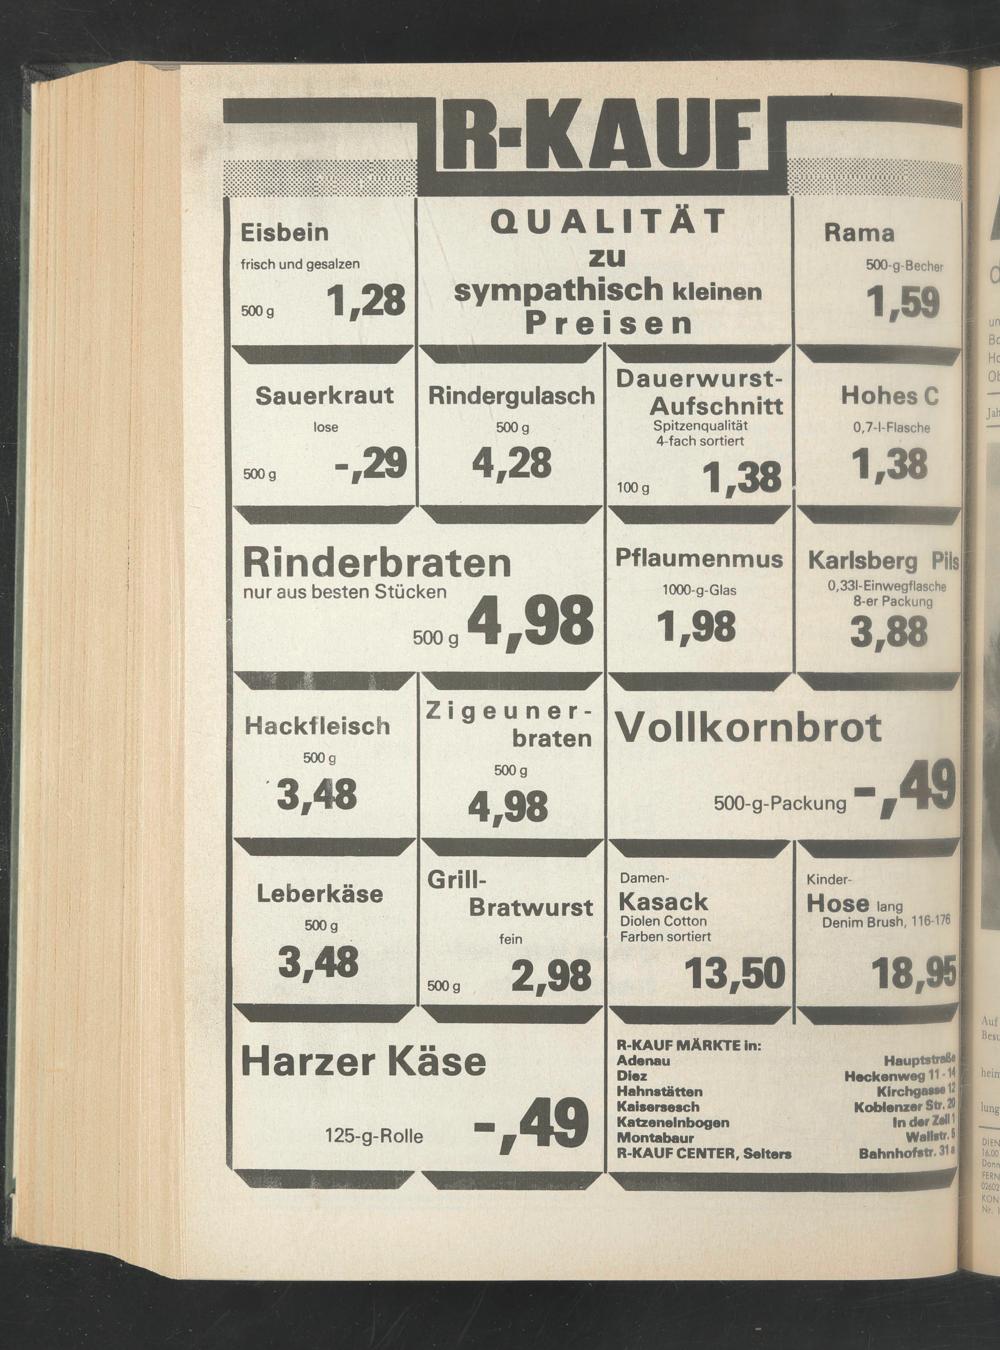 R-KAUF
Eisbein
frisch und gesalzen
500 g 1,28
QUALITÄT
zu
sympathisch kleinen
Preisen
Rama
500-g-Becher
1,59
Sauerkraut
lose
500 g -,29
Rindergulasch
500 g
4,28
Dauerwurst-
Aufschnitt
Spitzenqualität
4-fach sortiert
100 g 1,38
Hohes C
0,7-l-Flasche
1,38
Rinderbraten
nur aus besten Stücken
500 g 4,98
Pflaumenmus
1000-g-Glas
1,98
Karlsberg Pils
0,33l-Einwegflasche
8-er Packung
3,88
Hackfleisch
500 g
3,48
Zigeuner-
braten
500 g
4,98
Vollkornbrot
500-g-Packung -,49
Leberkäse
500 g
3,48
Grill-
Bratwurst
fein
500 g 2,98
Damen-
Kasack
Diolen Cotton
Farben sortiert
13,50
Kinder-
Hose lang
Denim Brush, 116-176
18,95
Harzer Käse
125-g-Rolle -,49
R-KAUF MÄRKTE in:
Adenau Hauptstraße
Diez Heckenweg 11-14
Hahnstätten Kirchgasse 12
Kaisersesch Koblenzer Str. 20
Katzenelnbogen In der Zeil 1
Montabaur Wallstr. 5
R-KAUF CENTER, Selters Bahnhofstr. 31a